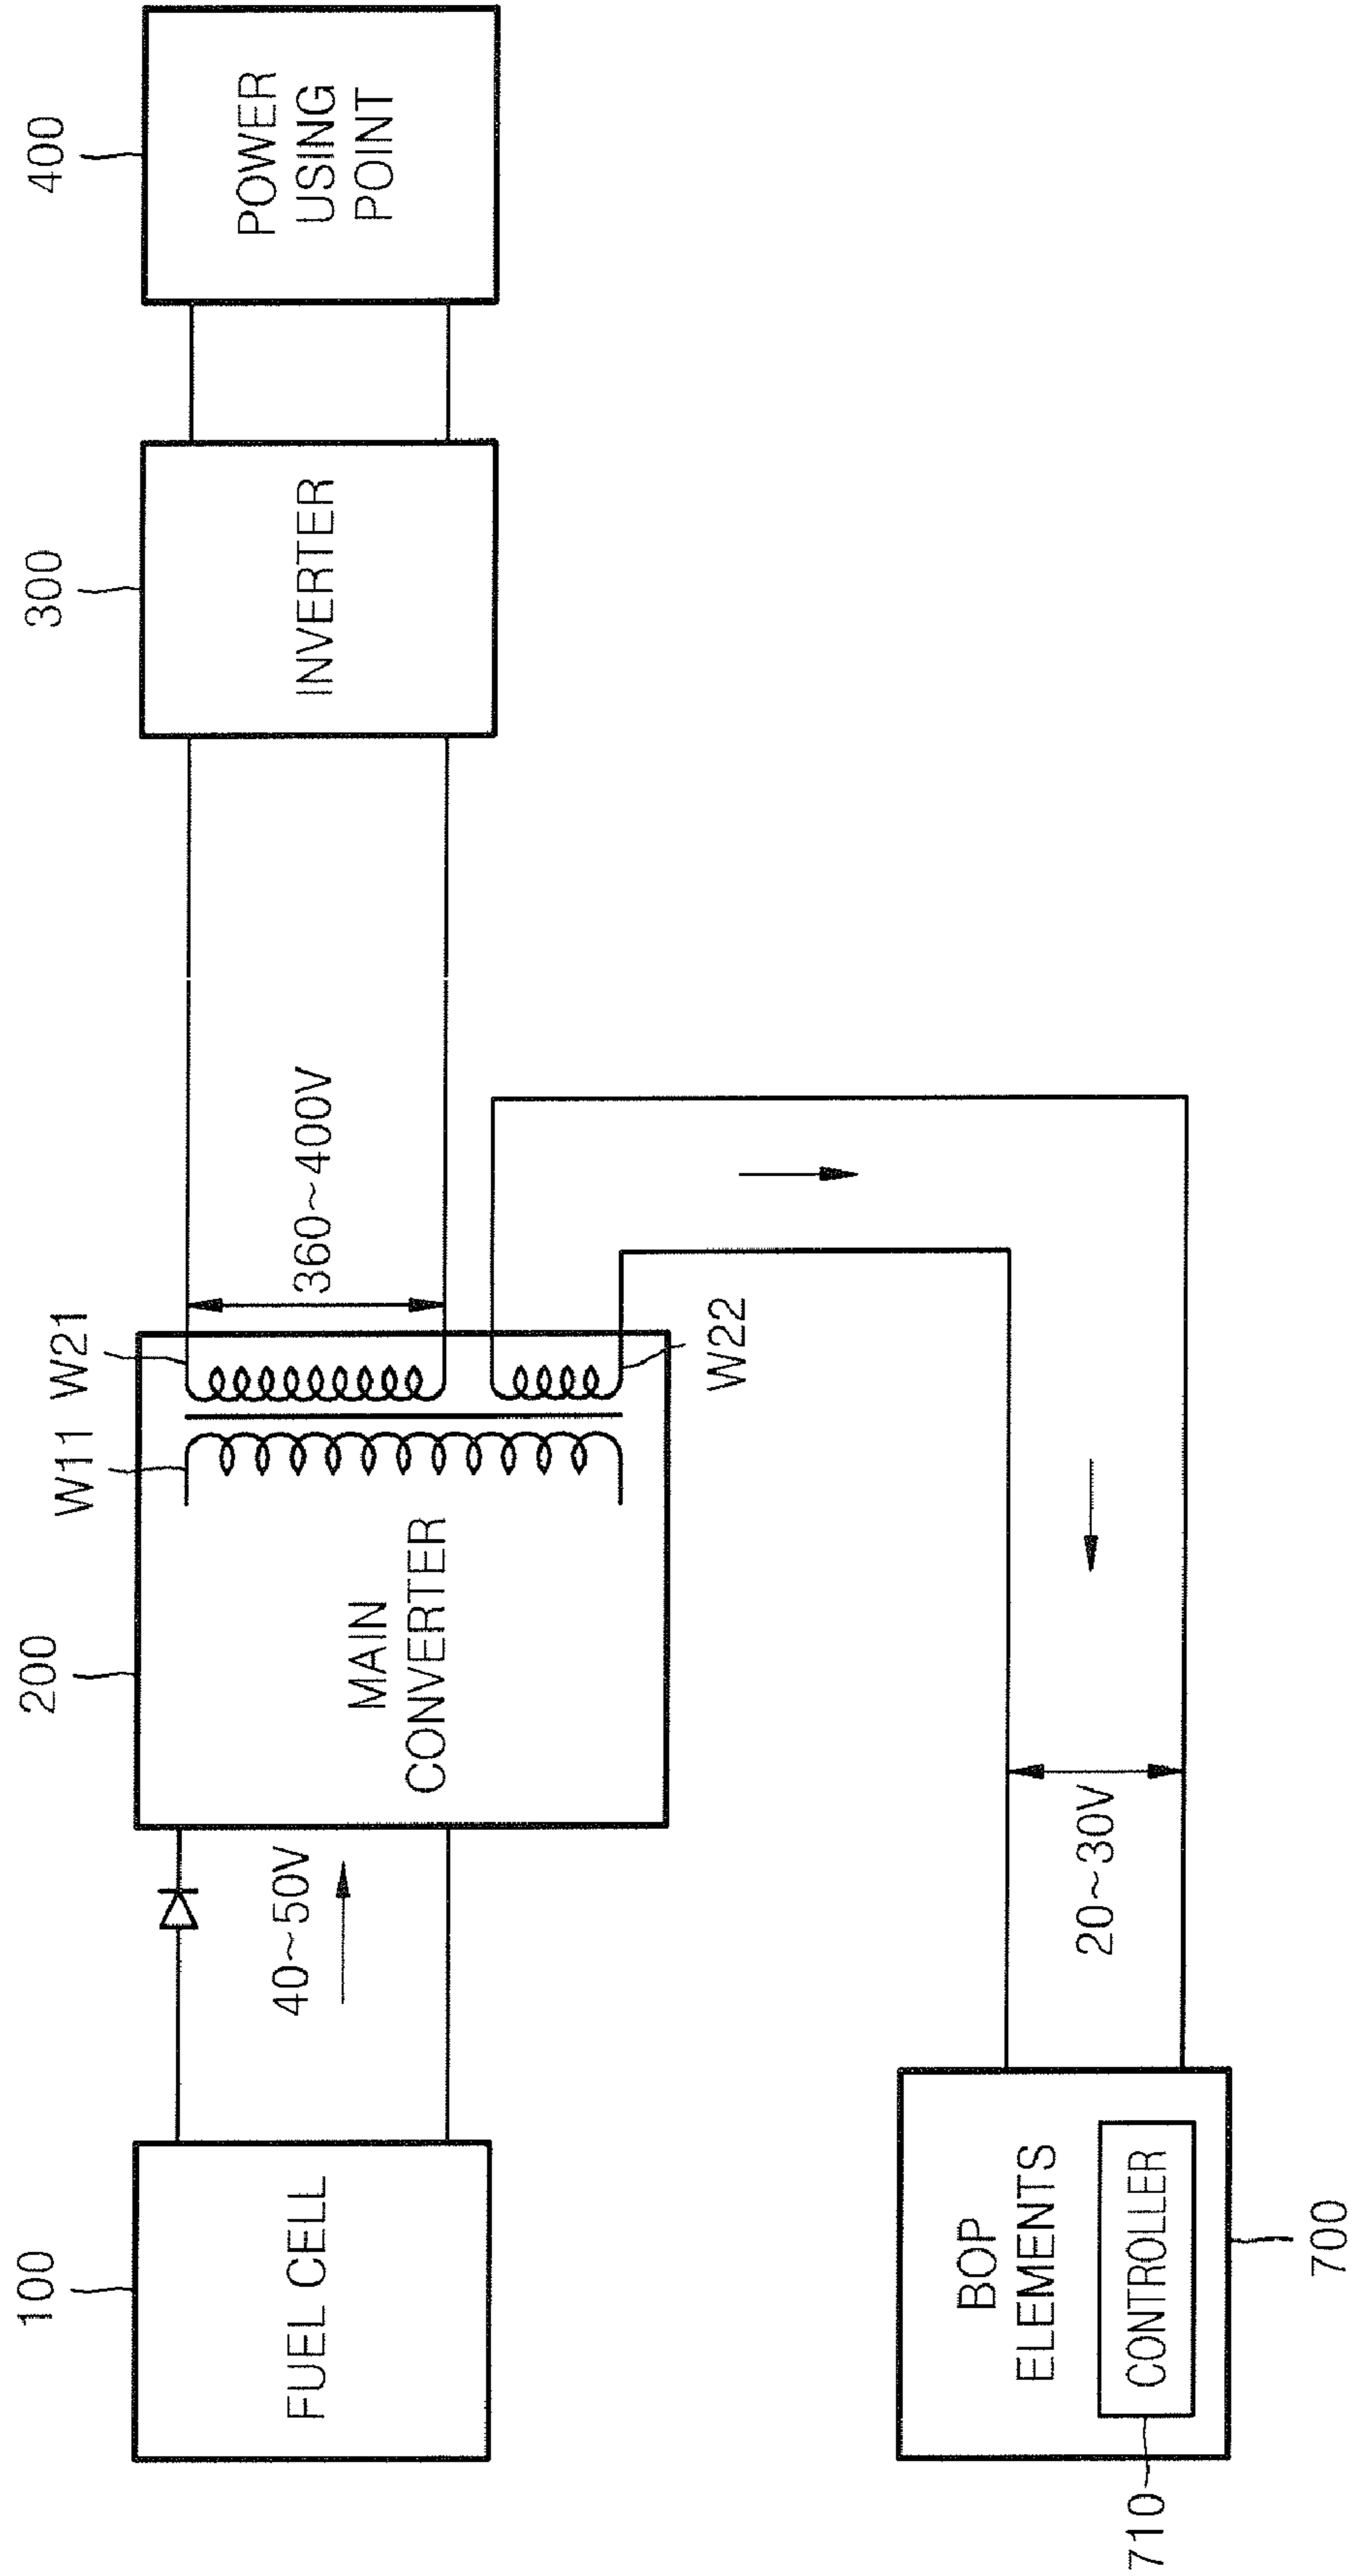 100
200
W11
W21
300
400
FUEL CELL
40~50V
MAIN
CONVERTER
360~400V
INVERTER
POWER
USING
POINT
W22
BOP
ELEMENTS
CONTROLLER
20~30V
710
700